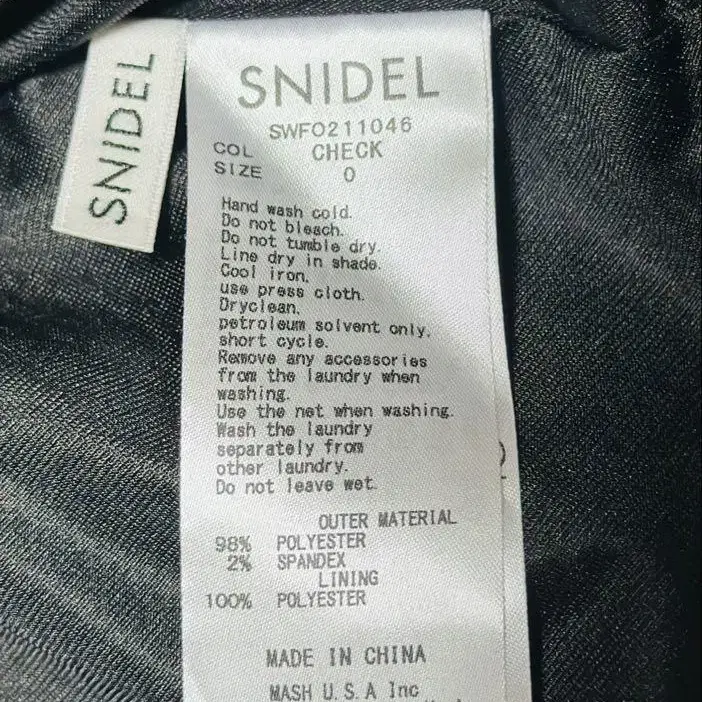 SNIDEL
SNIDEL
SWFO211046
COL CHECK
SIZE 0
Hand wash cold.
Do not bleach.
Do not tumble dry.
Line dry in shade.
Cool iron.
use press cloth.
Dryclean.
petroleum solvent only.
short cycle.
Remove any accessories
from the laundry when
washing.
Use the net when washing.
Wash the laundry
separately from
other laundry.
Do not leave wet.
OUTER MATERIAL
98% POLYESTER
2% SPANDEX
LINING
100% POLYESTER
MADE IN CHINA
MASH U.S.A Inc